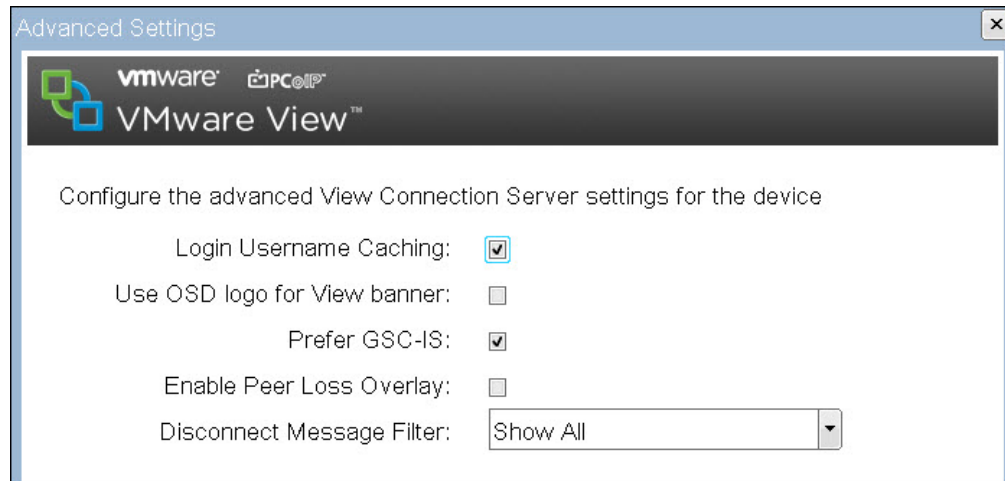 Advanced Settings
vmware PCoIP
VMware View™
Configure the advanced View Connection Server settings for the device
Login Username Caching:
Use OSD logo for View banner:
Prefer GSC-IS:
Enable Peer Loss Overlay:
Disconnect Message Filter: Show All